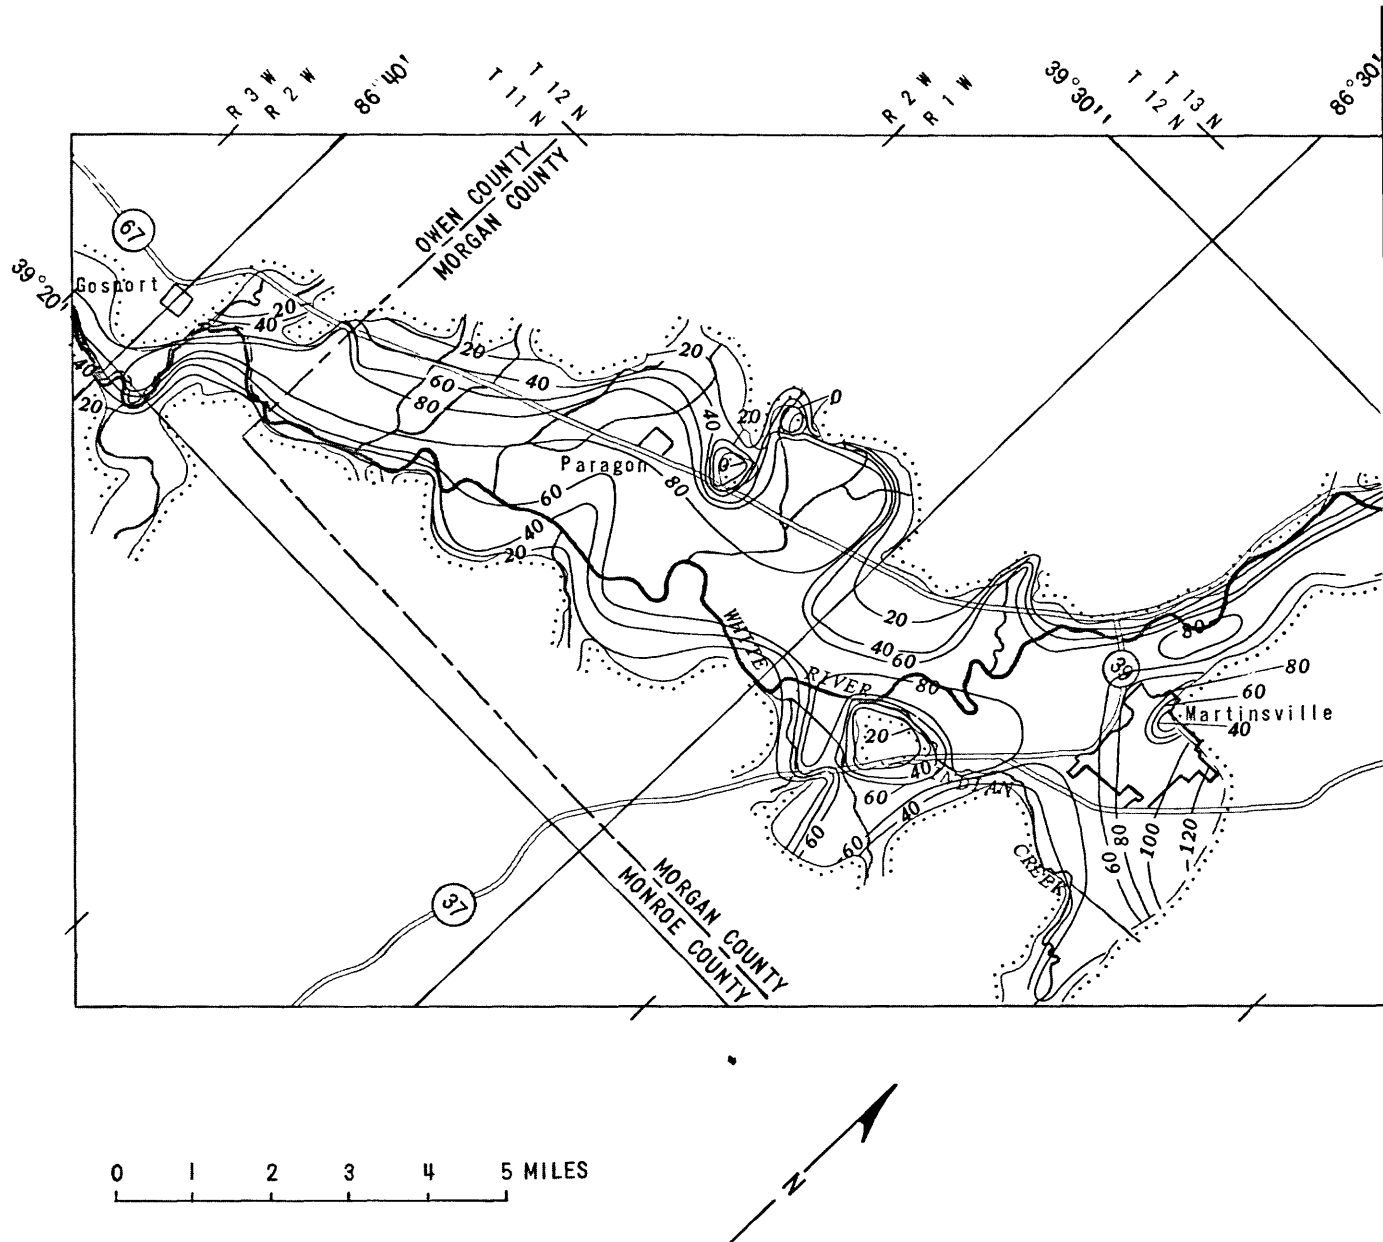 R 3 W
R 2 W
86°40'
T 12 N
T 11 N
R 2 W
R 1 W
39°30''
T 13 N
T 12 N
86°30'
OWEN COUNTY
MORGAN COUNTY
67
39°20'
Gosport
20
40
40
20
20
60
40
80
20
40
20
0
0
Paragon
80
60
40
20
WHITE
RIVER
20
40
60
80
80
39
80
60
Martinsville
40
20
40
INDIAN
60
40
60
60
CREEK
60
80
100
120
37
MORGAN COUNTY
MONROE COUNTY
0 1 2 3 4 5 MILES
N